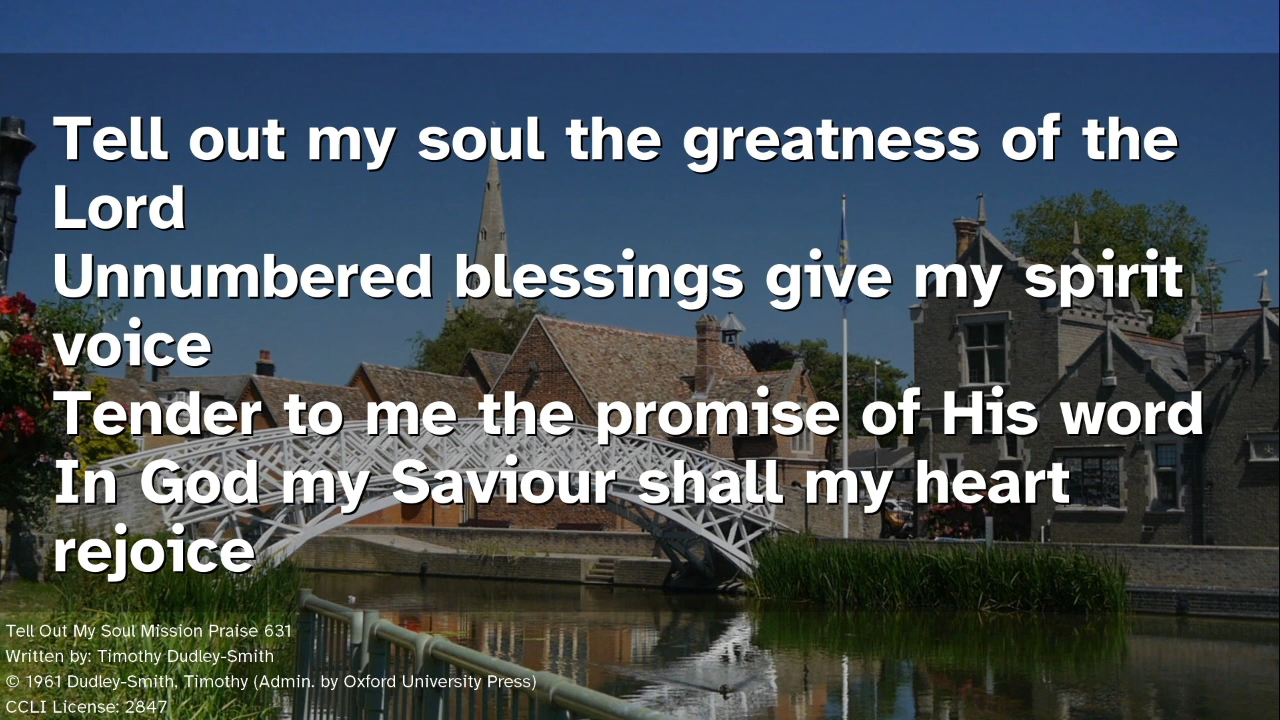 Tell out my soul the greatness of the
Lord
Unnumbered blessings give my spirit
voice
Tender to me the promise of His word
In God my Saviour shall my heart
rejoice
Tell Out My Soul Mission Praise 631
Written by: Timothy Dudley-Smith
© 1961 Dudley-Smith, Timothy (Admin. by Oxford University Press)
CCLI License: 2847